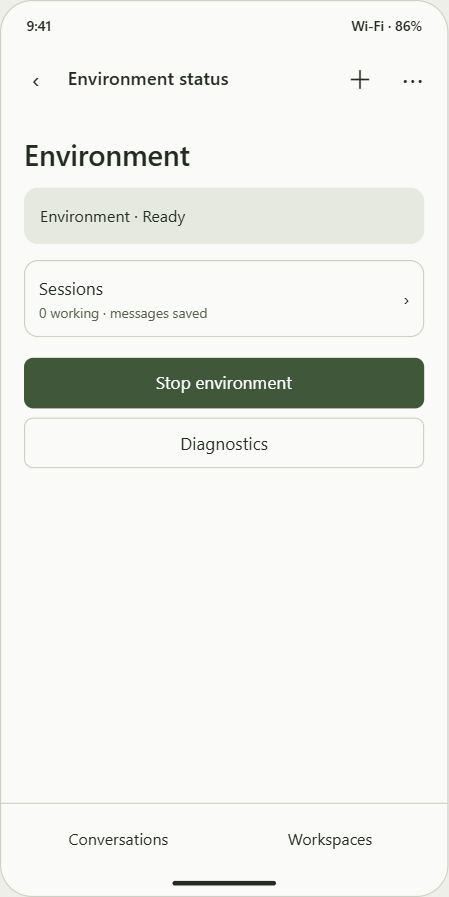 9:41
Wi-Fi · 86%
‹ Environment status + ...
Environment
Environment · Ready
Sessions
0 working · messages saved
›
Stop environment
Diagnostics
Conversations
Workspaces